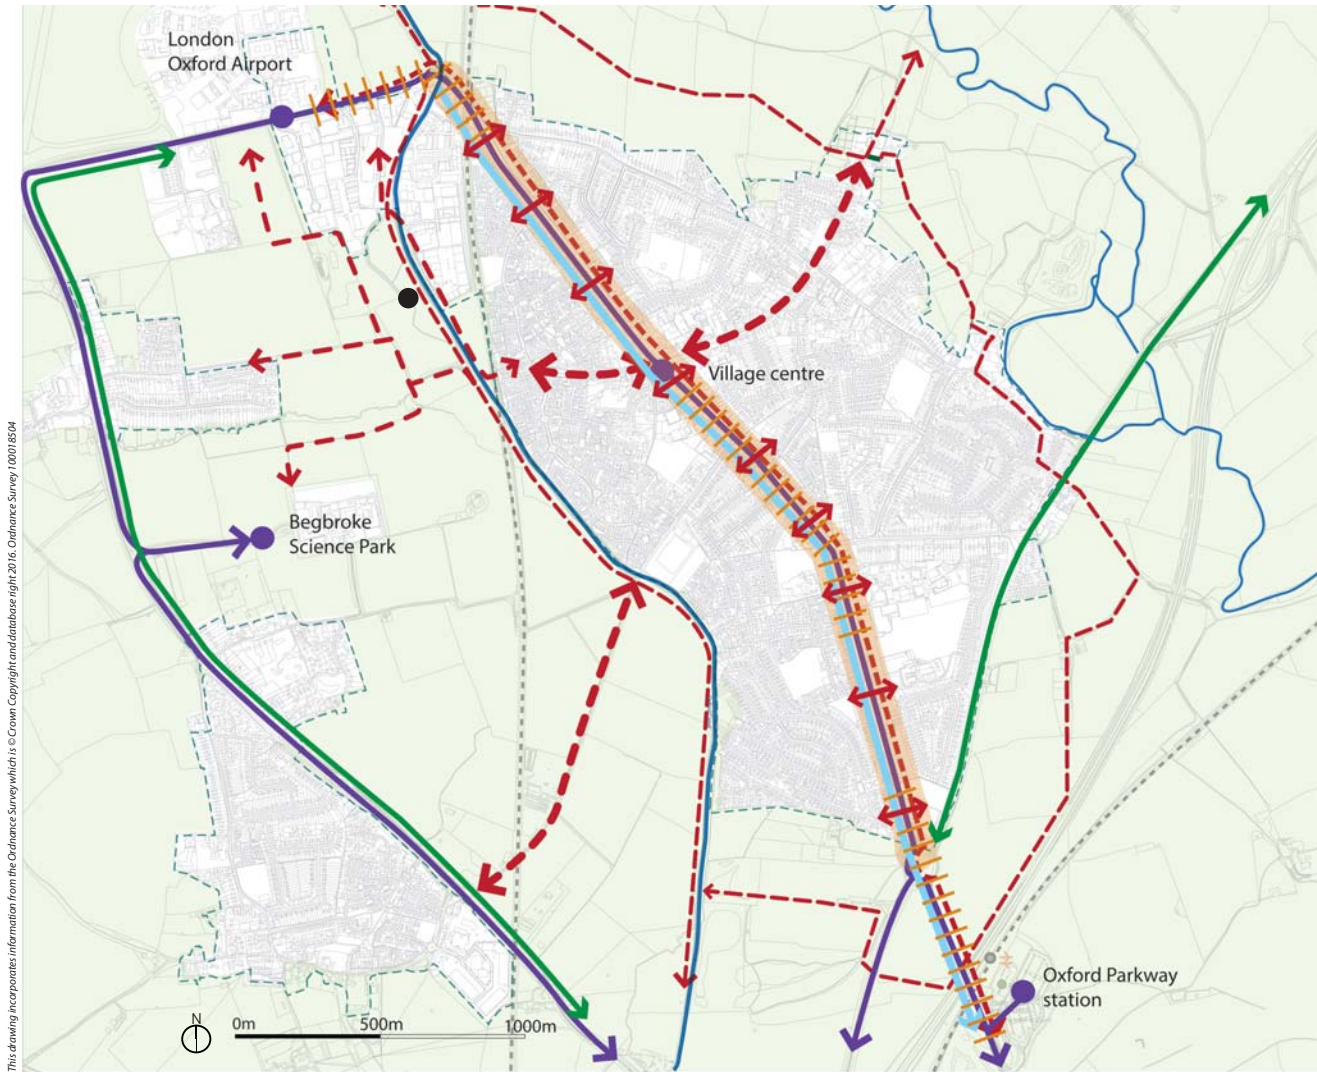 London
Oxford Airport
Village centre
Begbroke
Science Park
Oxford Parkway
station
N
0m 500m 1000m
This drawing incorporates information from the Ordnance Survey which is © Crown Copyright and database right 2016. Ordnance Survey 100018504